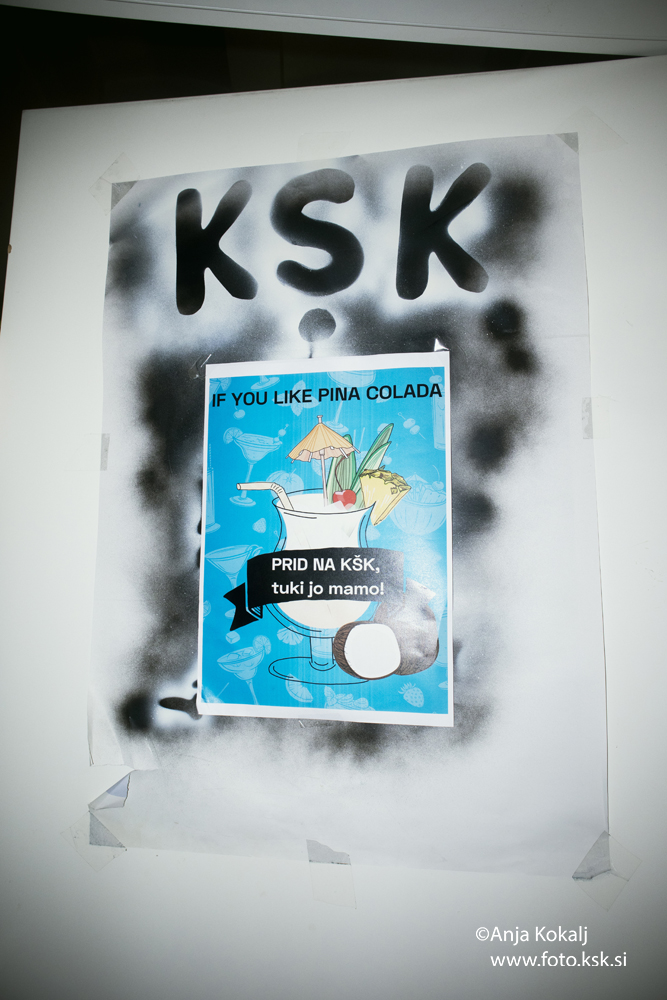 KSK
IF YOU LIKE PINA COLADA
PRID NA KŠK,
tuki jo mamo!
©Anja Kokalj
www.foto.ksk.si